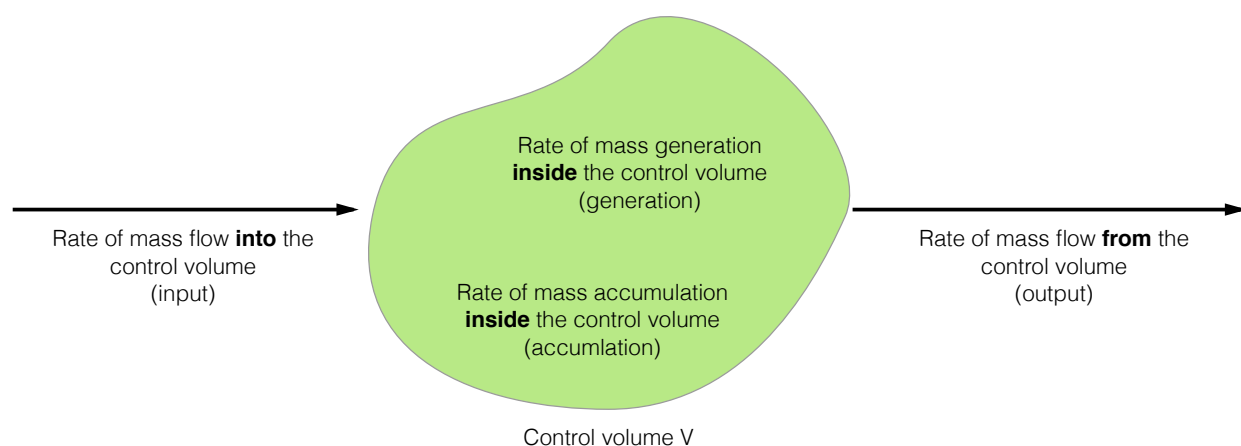 Rate of mass generation
inside the control volume
(generation)
Rate of mass flow into the
control volume
(input)
Rate of mass flow from the
control volume
(output)
Rate of mass accumulation
inside the control volume
(accumlation)
Control volume V